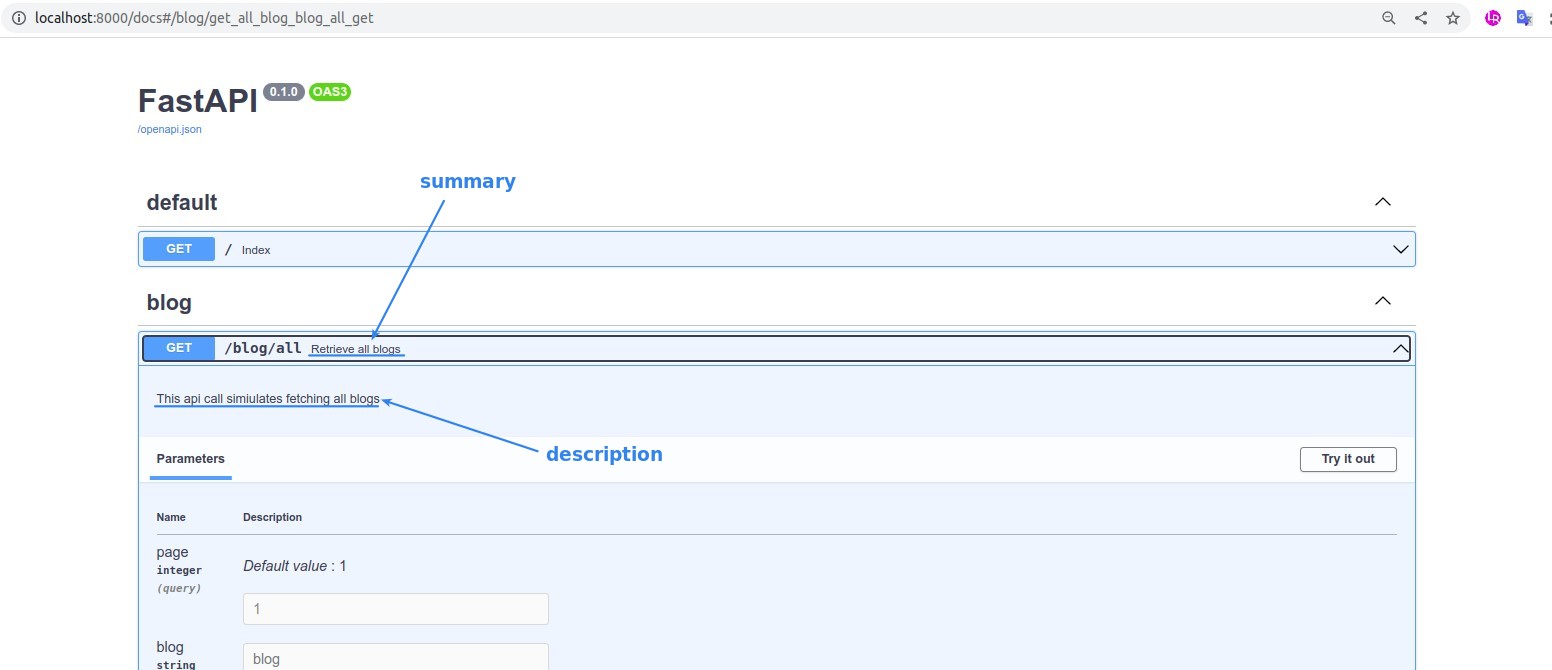 localhost:8000/docs#/blog/get_all_blog_blog_all_get
FastAPI 0.1.0 OAS3
/openapi.json
summary
default
GET / Index
blog
GET /blog/all Retrieve all blogs
This api call simiulates fetching all blogs
description
Parameters Try it out
Name Description
page
integer
(query)
Default value : 1
1
blog
string
blog